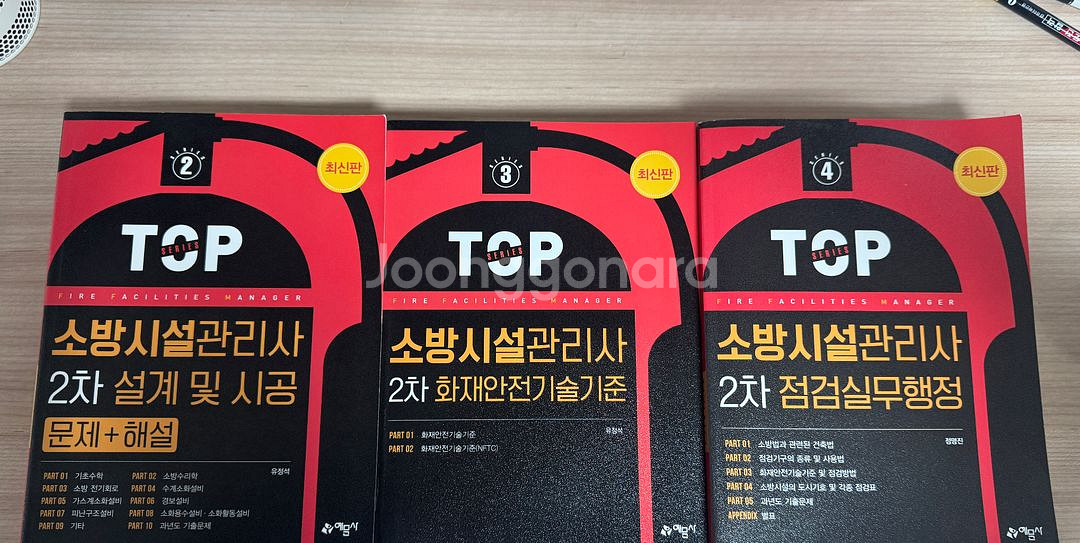 SERIES
2
최신판
TOP
SERIES
FIRE FACILITIES MANAGER
소방시설관리사
2차 설계 및 시공
문제+해설
유정석
PART 01 기초수학
PART 02 소방수리학
PART 03 소방 전기회로
PART 04 수계소화설비
PART 05 가스계소화설비
PART 06 경보설비
PART 07 피난구조설비
PART 08 소화용수설비·소화활동설비
PART 09 기타
PART 10 과년도 기출문제
예문사
SERIES
3
최신판
TOP
SERIES
FIRE FACILITIES MANAGER
소방시설관리사
2차 화재안전기술기준
유정석
PART 01 화재안전기술기준
PART 02 화재안전기술기준(NFTC)
예문사
SERIES
4
최신판
TOP
SERIES
FIRE FACILITIES MANAGER
소방시설관리사
2차 점검실무행정
정명진
PART 01 소방법과 관련된 건축법
PART 02 점검기구의 종류 및 사용법
PART 03 화재안전기술기준 및 점검방법
PART 04 소방시설의 도시기호 및 각종 점검표
PART 05 과년도 기출문제
APPENDIX 별표
예문사
Joonggonara